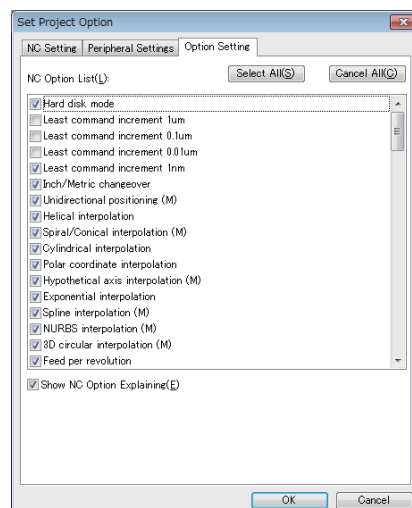 Set Project Option
NC Setting Peripheral Settings Option Setting
NC Option List(L): Select All(S) Cancel All(C)
Hard disk mode
Least command increment 1um
Least command increment 0.1um
Least command increment 0.01um
Least command increment 1nm
Inch/Metric changeover
Unidirectional positioning (M)
Helical interpolation
Spiral/Conical interpolation (M)
Cylindrical interpolation
Polar coordinate interpolation
Hypothetical axis interpolation (M)
Exponential interpolation
Spline interpolation (M)
NURBS interpolation (M)
3D circular interpolation (M)
Feed per revolution
Show NC Option Explaining(E)
OK Cancel